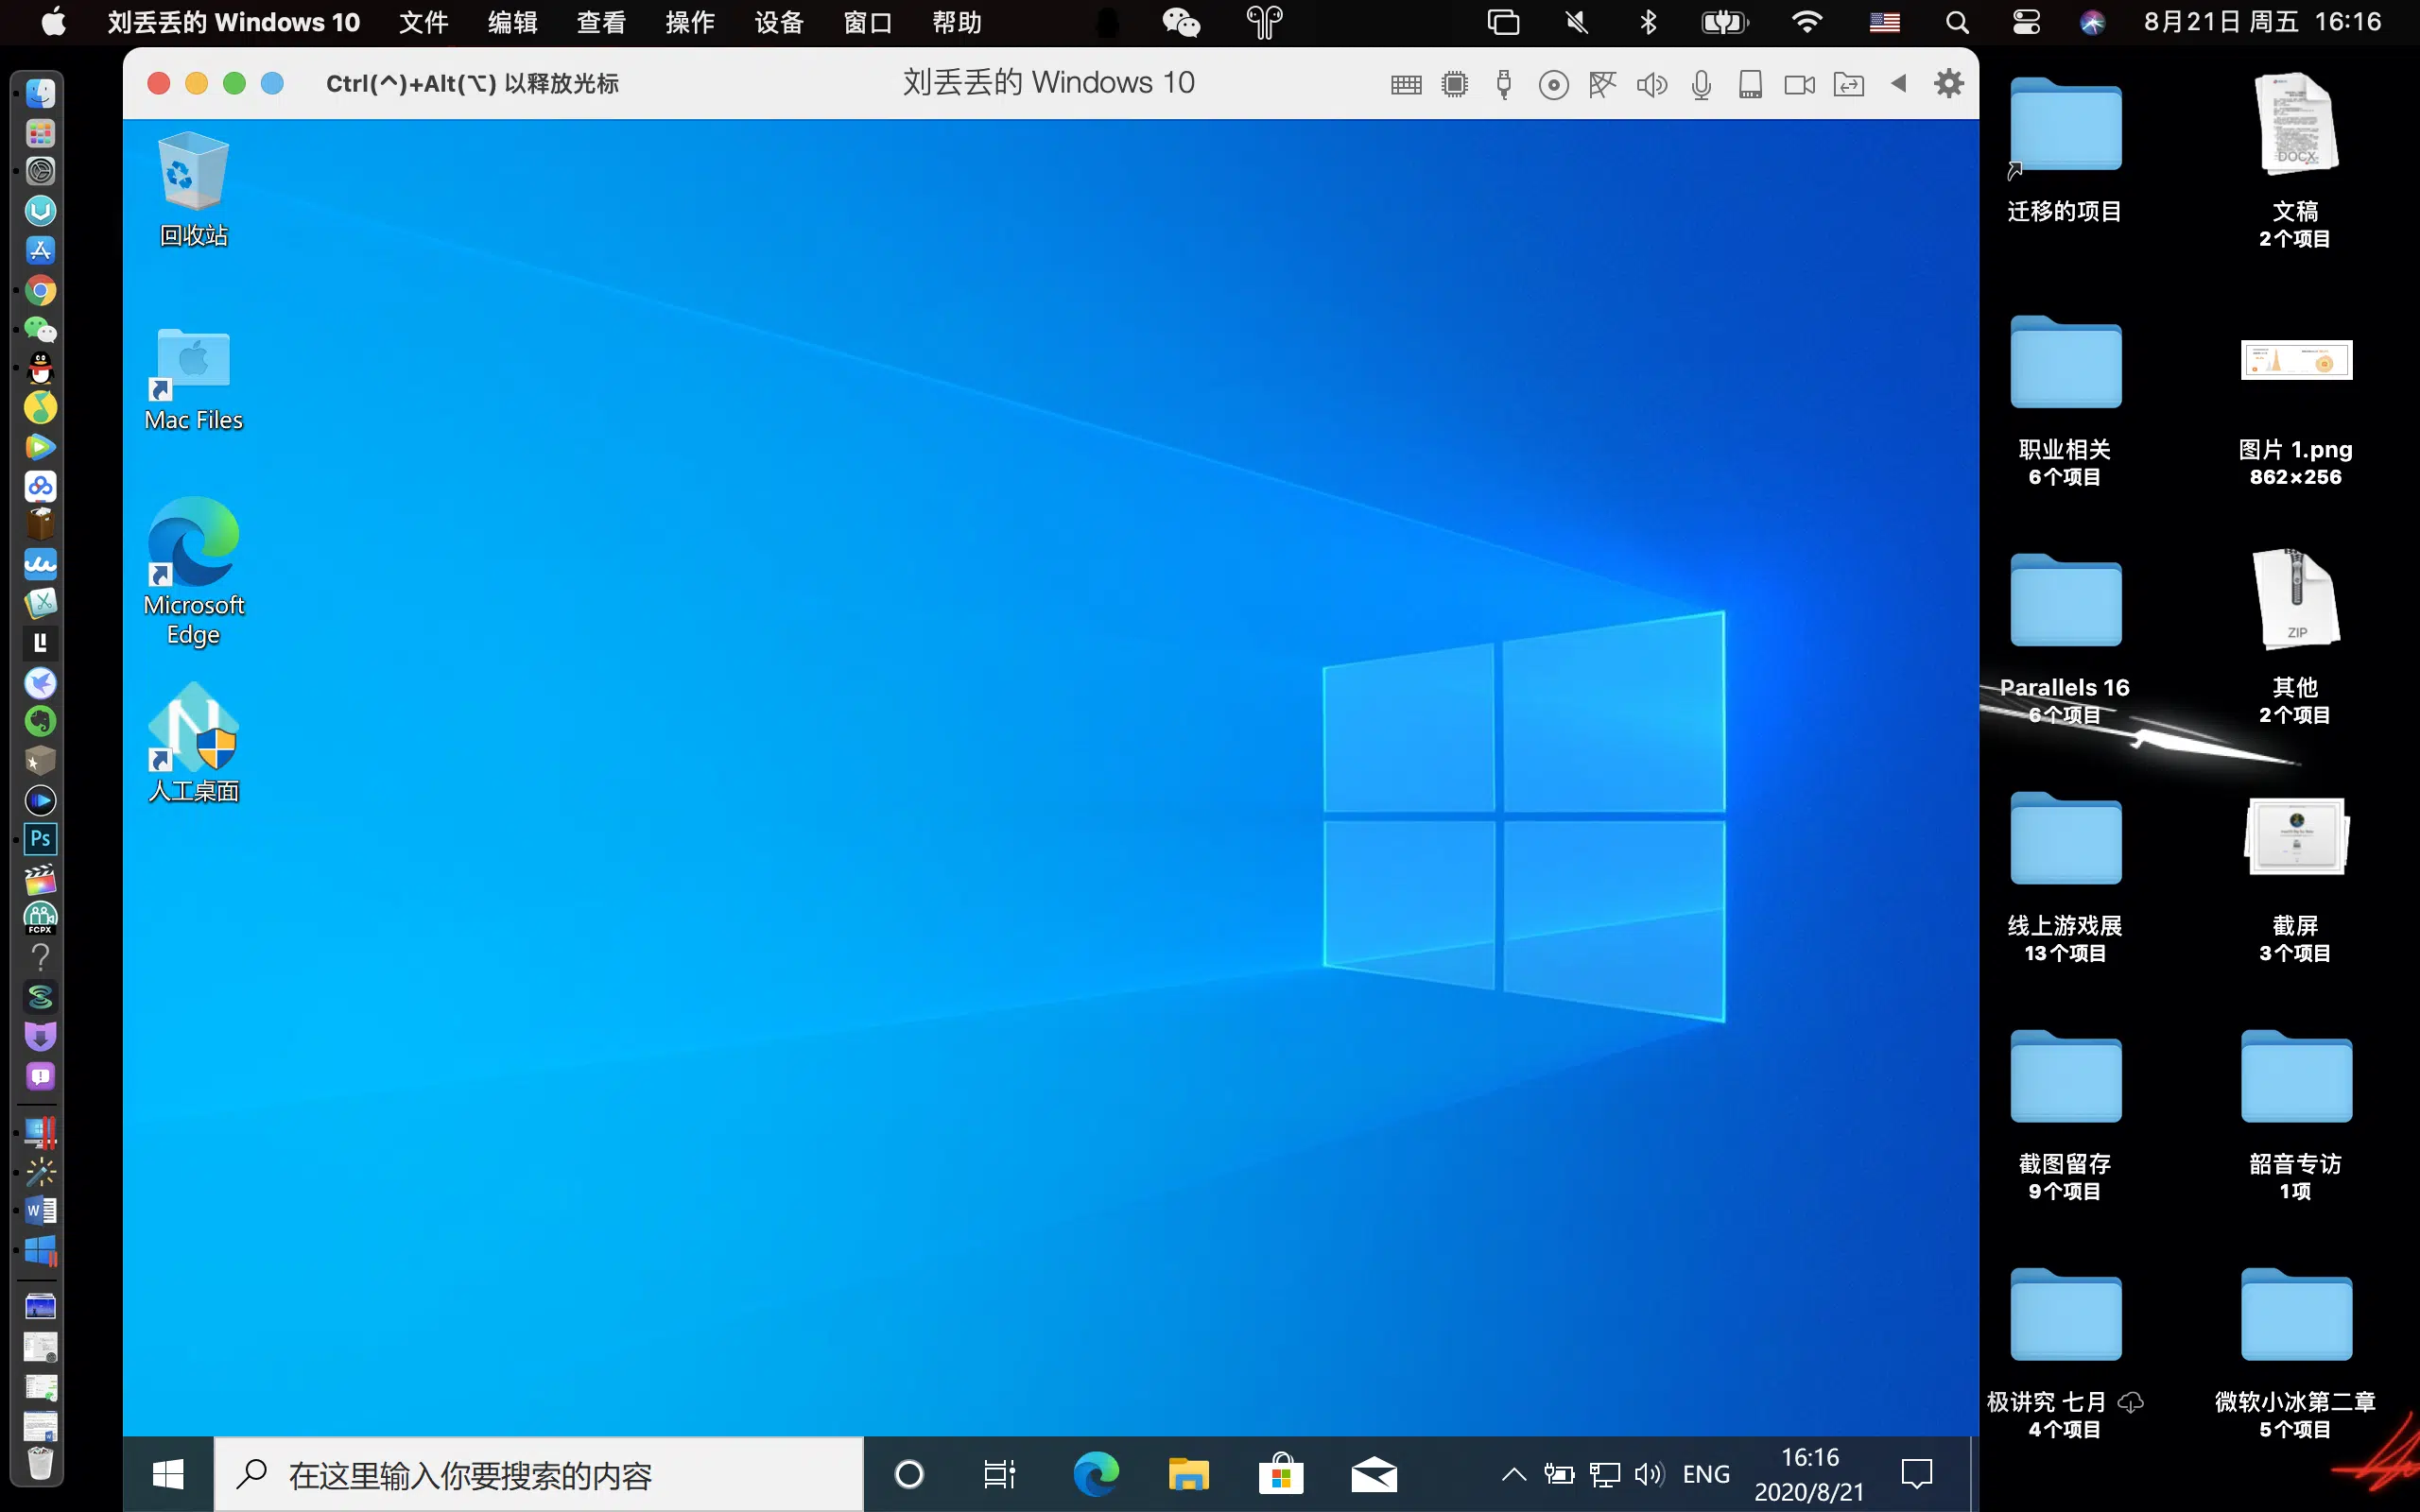 刘丢丢的 Windows 10 文件 编辑 查看 操作 设备 窗口 帮助 8月21日 周五 16:16
Ctrl(^)+Alt(⌥) 以释放光标 刘丢丢的 Windows 10
回收站
Mac Files
Microsoft
Edge
人工桌面
迁移的项目
DOCX
文稿
2个项目
职业相关
6个项目
图片 1.png
862×256
Parallels 16
6个项目
ZIP
其他
2个项目
线上游戏展
13个项目
截屏
3个项目
截图留存
9个项目
韶音专访
1项
极讲究 七月
4个项目
微软小冰第二章
5个项目
Ps
FCPX
W
在这里输入你要搜索的内容
ENG
16:16
2020/8/21